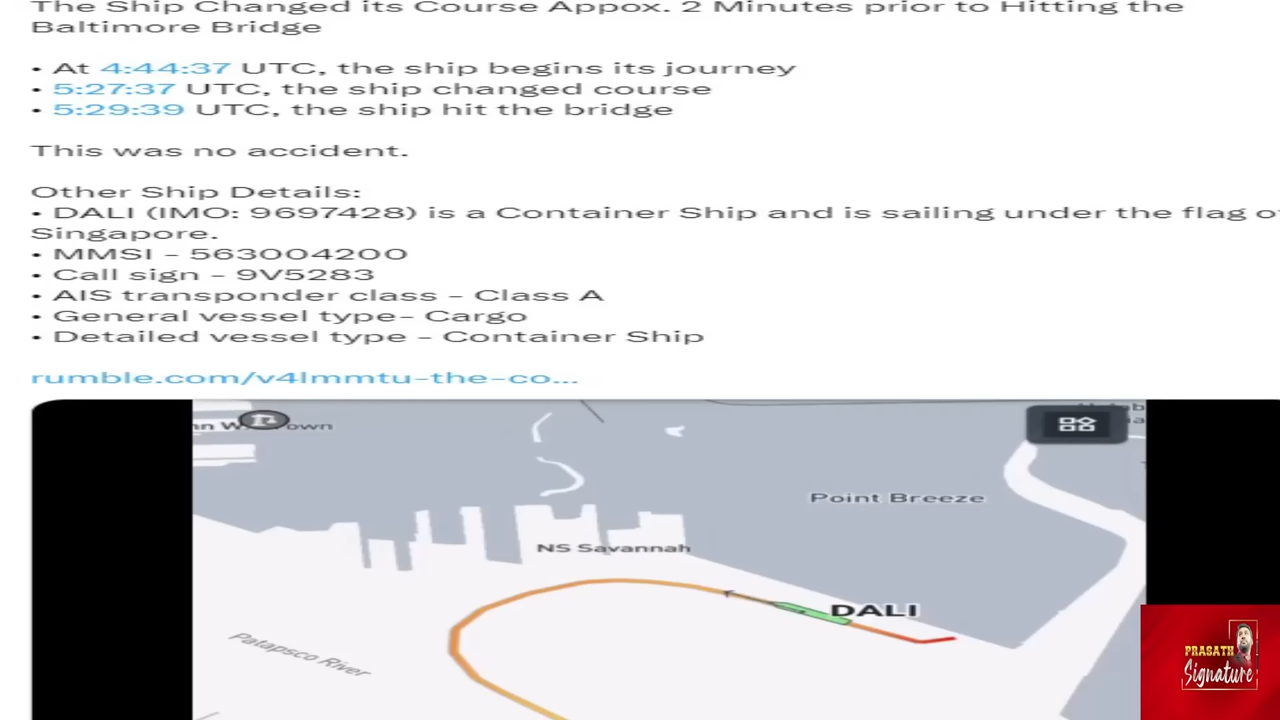 The Ship Changed its Course Appox. 2 Minutes prior to Hitting the
Baltimore Bridge
• At 4:44:37 UTC, the ship begins its journey
• 5:27:37 UTC, the ship changed course
• 5:29:39 UTC, the ship hit the bridge
This was no accident.
Other Ship Details:
• DALI (IMO: 9697428) is a Container Ship and is sailing under the flag of
Singapore.
• MMSI - 563004200
• Call sign - 9V5283
• AIS transponder class - Class A
• General vessel type- Cargo
• Detailed vessel type - Container Ship
rumble.com/v4lmmtu-the-co...
Point Breeze
NS Savannah
DALI
Patapsco River
PRASATH
Signature